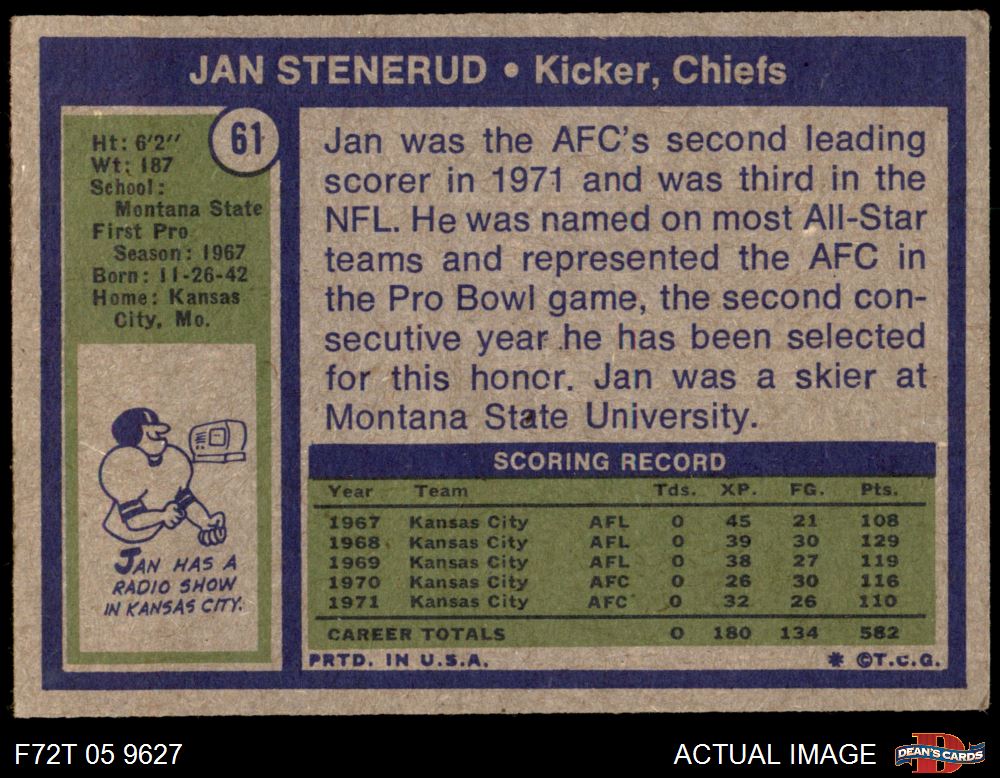 JAN STENERUD • Kicker, Chiefs
61
Ht: 6'2''
Wt: 187
School:
Montana State
First Pro
Season: 1967
Born: 11-26-42
Home: Kansas
City, Mo.
JAN HAS A
RADIO SHOW
IN KANSAS CITY.
Jan was the AFC's second leading
scorer in 1971 and was third in the
NFL. He was named on most All-Star
teams and represented the AFC in
the Pro Bowl game, the second con-
secutive year he has been selected
for this honor. Jan was a skier at
Montana State University.
SCORING RECORD
Year Team Tds. XP. FG. Pts.
1967 Kansas City AFL 0 45 21 108
1968 Kansas City AFL 0 39 30 129
1969 Kansas City AFL 0 38 27 119
1970 Kansas City AFC 0 26 30 116
1971 Kansas City AFC 0 32 26 110
CAREER TOTALS 0 180 134 582
PRTD. IN U.S.A. * ©T.C.G.
F72T 05 9627
ACTUAL IMAGE
D
DEAN'S CARDS